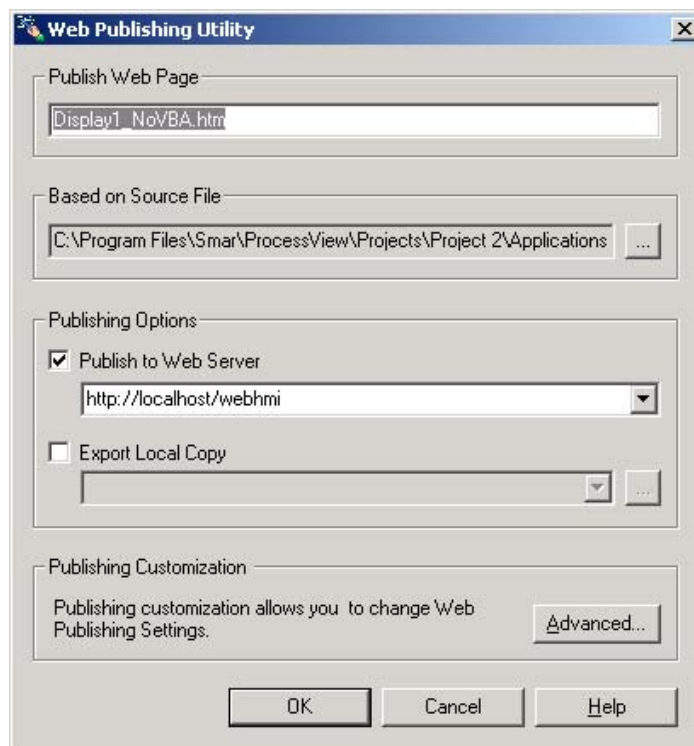 Web Publishing Utility
Publish Web Page
Display1_NoVBA.htm
Based on Source File
C:\Program Files\Smar\ProcessView\Projects\Project 2\Applications
...
Publishing Options
Publish to Web Server
http://localhost/webhmi
Export Local Copy
...
Publishing Customization
Publishing customization allows you to change Web
Publishing Settings.
Advanced...
OK Cancel Help